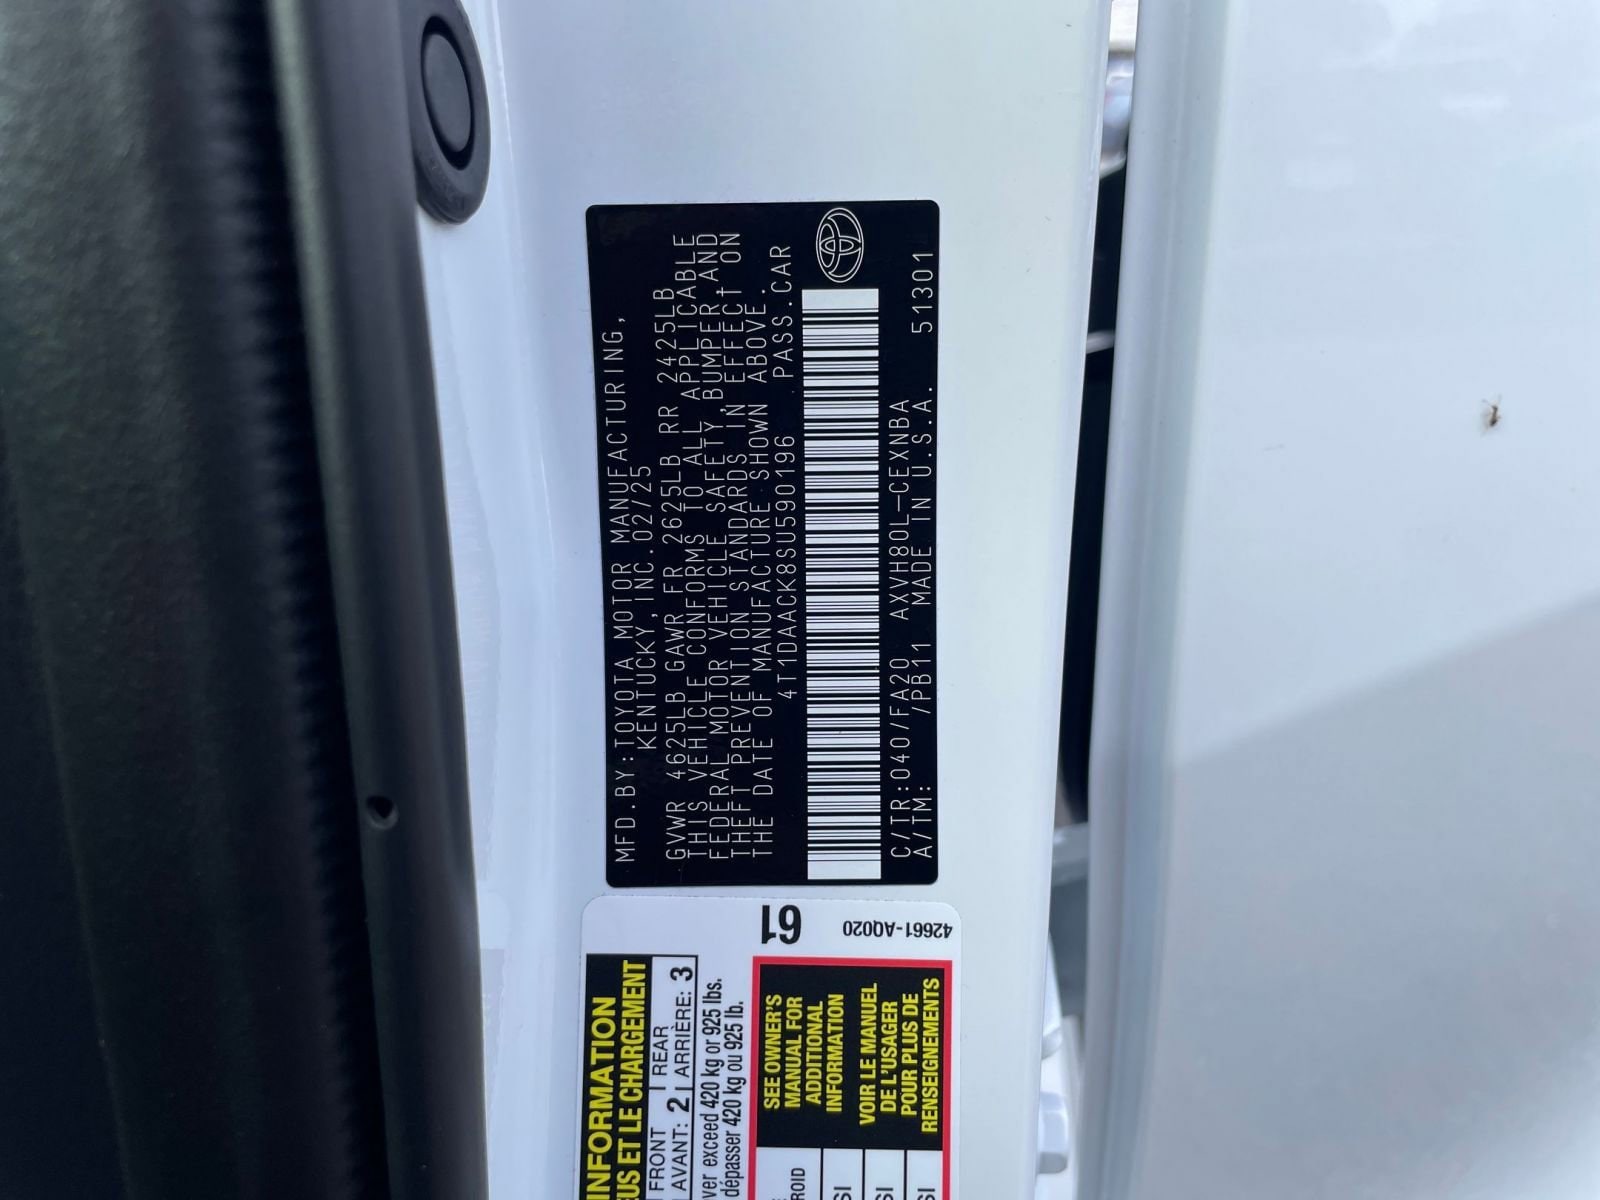 MFD.BY:TOYOTA MOTOR MANUFACTURING,
KENTUCKY,INC.02/25
GVWR 4625LB GAWR FR 2625LB RR 2425LB
THIS VEHICLE CONFORMS TO ALL APPLICABLE
FEDERAL MOTOR VEHICLE SAFETY,BUMPER,AND
THEFT PREVENTION STANDARDS IN EFFECT ON
THE DATE OF MANUFACTURE SHOWN ABOVE.
4T1DAACK8SU590196 PASS.CAR
C/TR:040/FA20 AXVH80L-CEXNBA
A/TM: /PB11 MADE IN U.S.A. 51301
61
42661-AQ020
INFORMATION
ET LE CHARGEMENT
FRONT
AVANT: 2
REAR
ARRIÈRE: 3
exceed 420 kg or 925 lbs.
dépasser 420 kg ou 925 lb.
SEE OWNER'S
MANUAL FOR
ADDITIONAL
INFORMATION
VOIR LE MANUEL
DE L'USAGER
POUR PLUS DE
RENSEIGNEMENTS